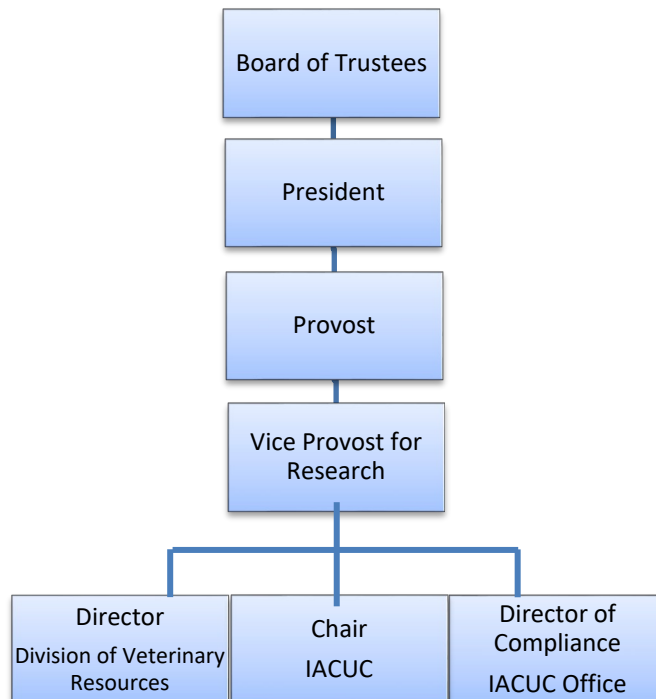 Board of Trustees
President
Provost
Vice Provost for
Research
Director
Division of Veterinary
Resources
Chair
IACUC
Director of
Compliance
IACUC Office